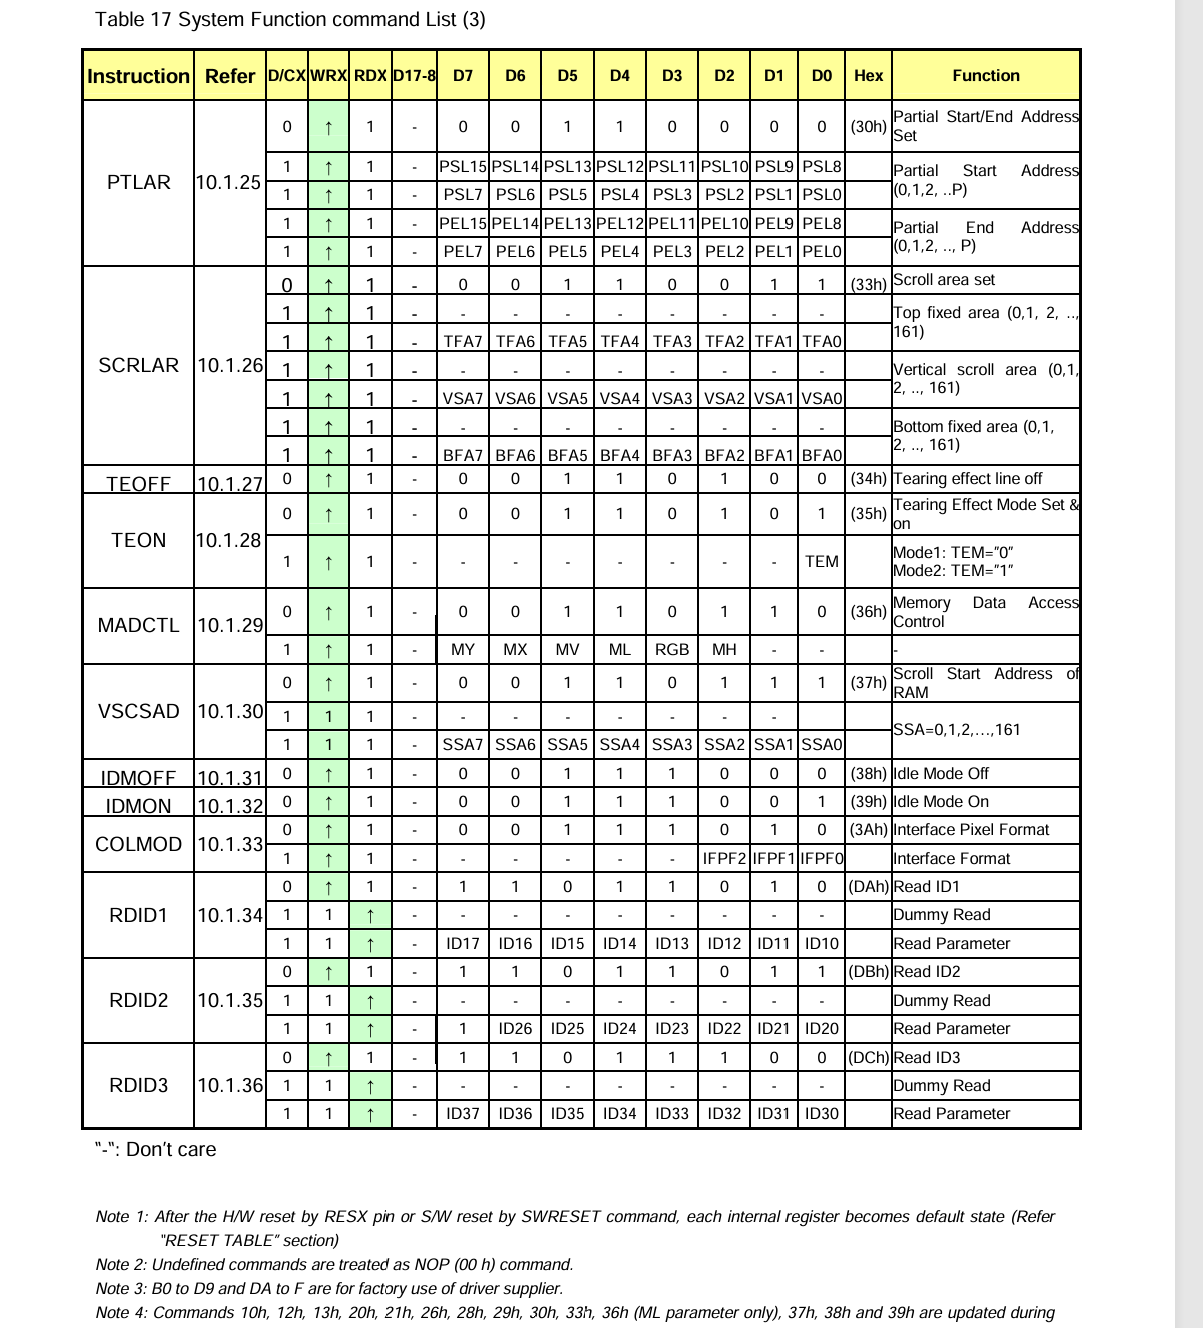 Table 17 System Function command List (3)
Instruction Refer D/CX WRX RDX D17-8 D7 D6 D5 D4 D3 D2 D1 D0 Hex Function
PTLAR 10.1.25 0 ↑ 1 - 0 0 1 1 0 0 0 0 (30h) Partial Start/End Address
Set
1 ↑ 1 - PSL15 PSL14 PSL13 PSL12 PSL11 PSL10 PSL9 PSL8 Partial Start Address
1 ↑ 1 - PSL7 PSL6 PSL5 PSL4 PSL3 PSL2 PSL1 PSL0 (0,1,2, ..P)
1 ↑ 1 - PEL15 PEL14 PEL13 PEL12 PEL11 PEL10 PEL9 PEL8 Partial End Address
1 ↑ 1 - PEL7 PEL6 PEL5 PEL4 PEL3 PEL2 PEL1 PEL0 (0,1,2, .., P)
SCRLAR 10.1.26 0 ↑ 1 - 0 0 1 1 0 0 1 1 (33h) Scroll area set
1 ↑ 1 - - - - - - - - - Top fixed area (0,1, 2, ..,
1 ↑ 1 - TFA7 TFA6 TFA5 TFA4 TFA3 TFA2 TFA1 TFA0 161)
1 ↑ 1 - - - - - - - - - Vertical scroll area (0,1,
1 ↑ 1 - VSA7 VSA6 VSA5 VSA4 VSA3 VSA2 VSA1 VSA0 2, .., 161)
1 ↑ 1 - - - - - - - - - Bottom fixed area (0,1,
1 ↑ 1 - BFA7 BFA6 BFA5 BFA4 BFA3 BFA2 BFA1 BFA0 2, .., 161)
TEOFF 10.1.27 0 ↑ 1 - 0 0 1 1 0 1 0 0 (34h) Tearing effect line off
TEON 10.1.28 0 ↑ 1 - 0 0 1 1 0 1 0 1 (35h) Tearing Effect Mode Set &
on
1 ↑ 1 - - - - - - - - TEM Mode1: TEM="0"
Mode2: TEM="1"
MADCTL 10.1.29 0 ↑ 1 - 0 0 1 1 0 1 1 0 (36h) Memory Data Access
Control
1 ↑ 1 - MY MX MV ML RGB MH - - -
VSCSAD 10.1.30 0 ↑ 1 - 0 0 1 1 0 1 1 1 (37h) Scroll Start Address of
RAM
1 1 1 - - - - - - - - SSA=0,1,2,…,161
1 1 1 - SSA7 SSA6 SSA5 SSA4 SSA3 SSA2 SSA1 SSA0
IDMOFF 10.1.31 0 ↑ 1 - 0 0 1 1 1 0 0 0 (38h) Idle Mode Off
IDMON 10.1.32 0 ↑ 1 - 0 0 1 1 1 0 0 1 (39h) Idle Mode On
COLMOD 10.1.33 0 ↑ 1 - 0 0 1 1 1 0 1 0 (3Ah) Interface Pixel Format
1 ↑ 1 - - - - - - IFPF2 IFPF1 IFPF0 Interface Format
RDID1 10.1.34 0 ↑ 1 - 1 1 0 1 1 0 1 0 (DAh) Read ID1
1 1 ↑ - - - - - - - - - Dummy Read
1 1 ↑ - ID17 ID16 ID15 ID14 ID13 ID12 ID11 ID10 Read Parameter
RDID2 10.1.35 0 ↑ 1 - 1 1 0 1 1 0 1 1 (DBh) Read ID2
1 1 ↑ - - - - - - - - - Dummy Read
1 1 ↑ - 1 ID26 ID25 ID24 ID23 ID22 ID21 ID20 Read Parameter
RDID3 10.1.36 0 ↑ 1 - 1 1 0 1 1 1 0 0 (DCh) Read ID3
1 1 ↑ - - - - - - - - - Dummy Read
1 1 ↑ - ID37 ID36 ID35 ID34 ID33 ID32 ID31 ID30 Read Parameter
"-": Don't care
Note 1: After the H/W reset by RESX pin or S/W reset by SWRESET command, each internal register becomes default state (Refer
"RESET TABLE" section)
Note 2: Undefined commands are treated as NOP (00 h) command.
Note 3: B0 to D9 and DA to F are for factory use of driver supplier.
Note 4: Commands 10h, 12h, 13h, 20h, 21h, 26h, 28h, 29h, 30h, 33h, 36h (ML parameter only), 37h, 38h and 39h are updated during